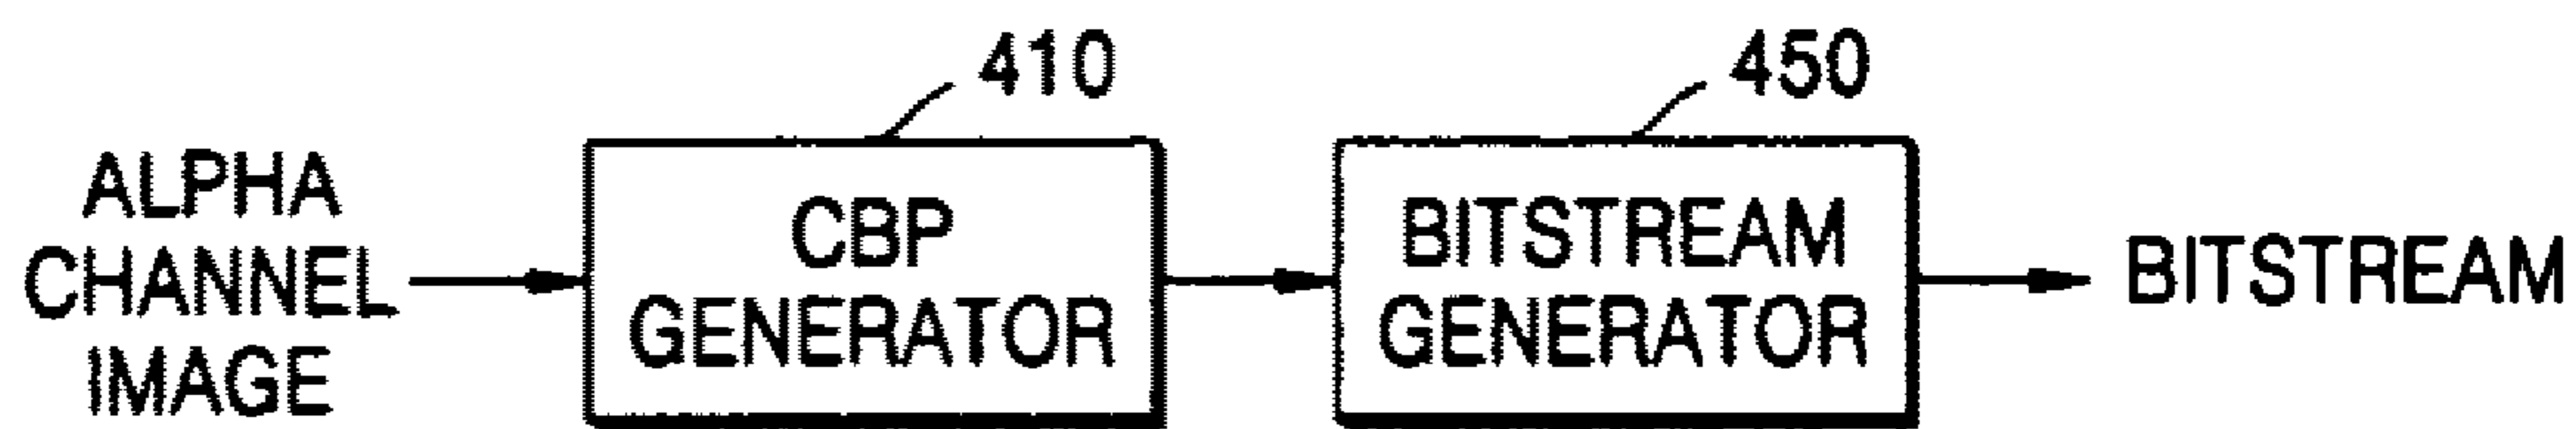 410
450
ALPHA
CHANNEL
IMAGE
CBP
GENERATOR
BITSTREAM
GENERATOR
BITSTREAM